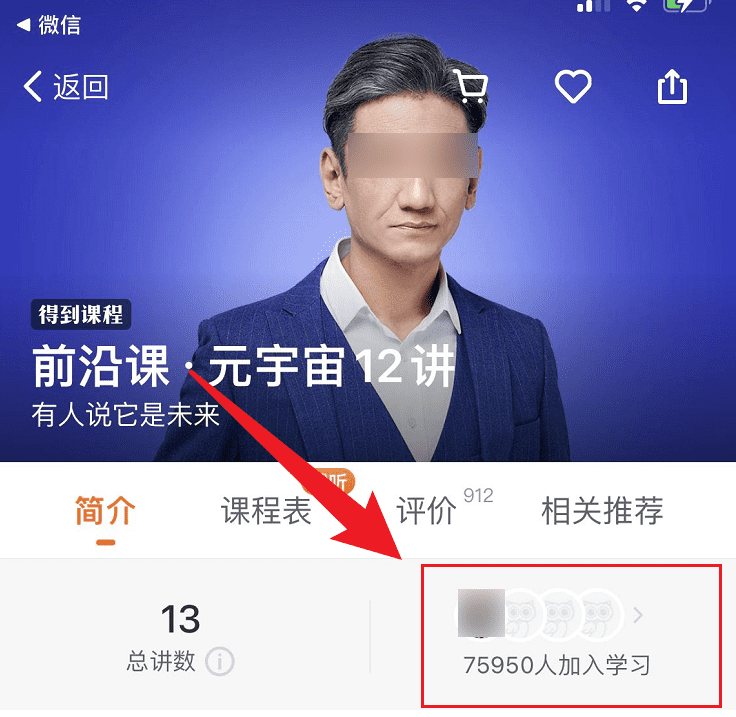 微信
返回
得到课程
前沿课·元宇宙12讲
有人说它是未来
听
简介
课程表
评价
912
相关推荐
13
总讲数
75950人加入学习